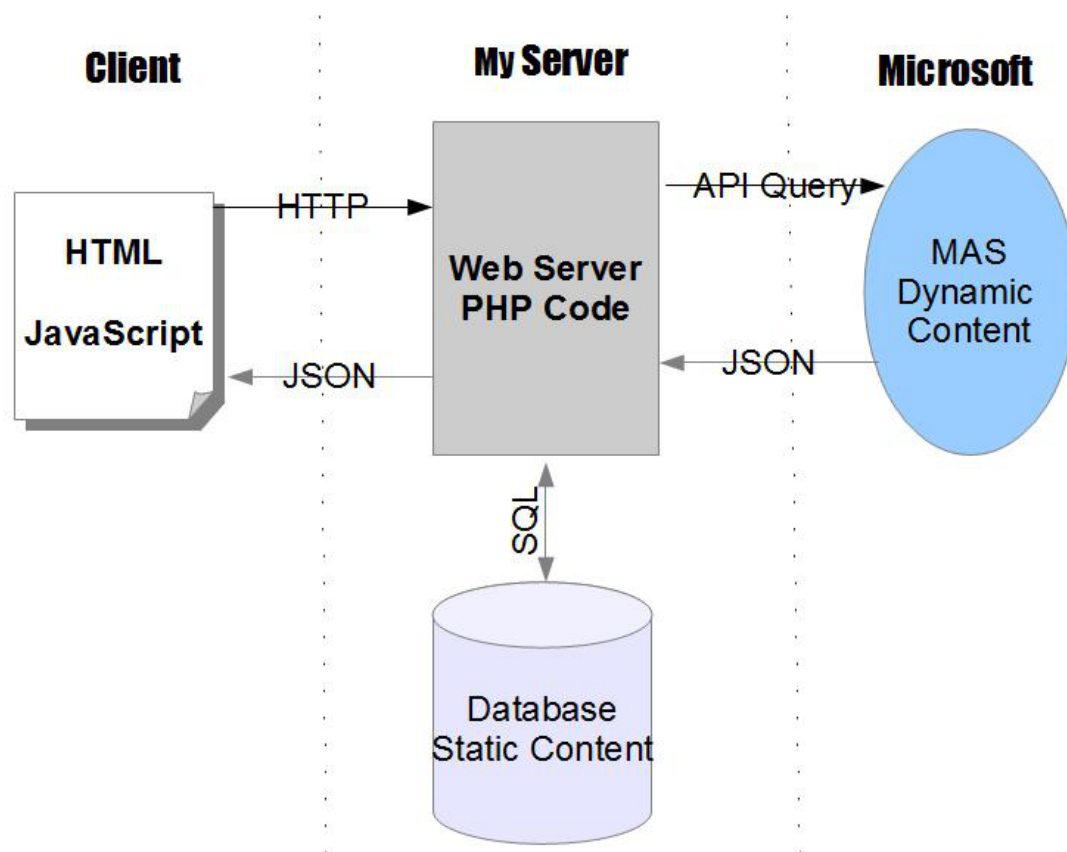 Client
My Server
Microsoft
HTML
JavaScript
HTTP
JSON
Web Server
PHP Code
API Query
JSON
MAS
Dynamic
Content
SQL
Database
Static Content